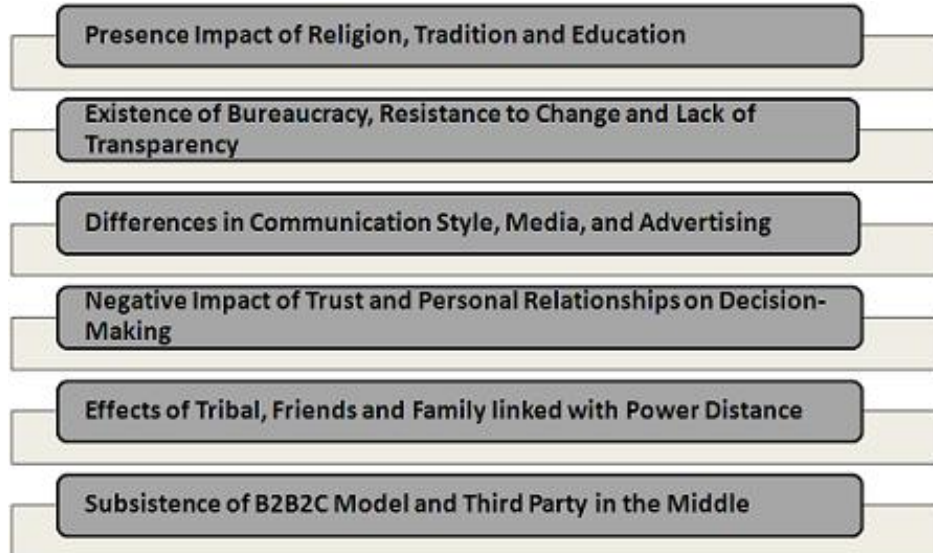 Presence Impact of Religion, Tradition and Education
Existence of Bureaucracy, Resistance to Change and Lack of
Transparency
Differences in Communication Style, Media, and Advertising
Negative Impact of Trust and Personal Relationships on Decision-
Making
Effects of Tribal, Friends and Family linked with Power Distance
Subsistence of B2B2C Model and Third Party in the Middle